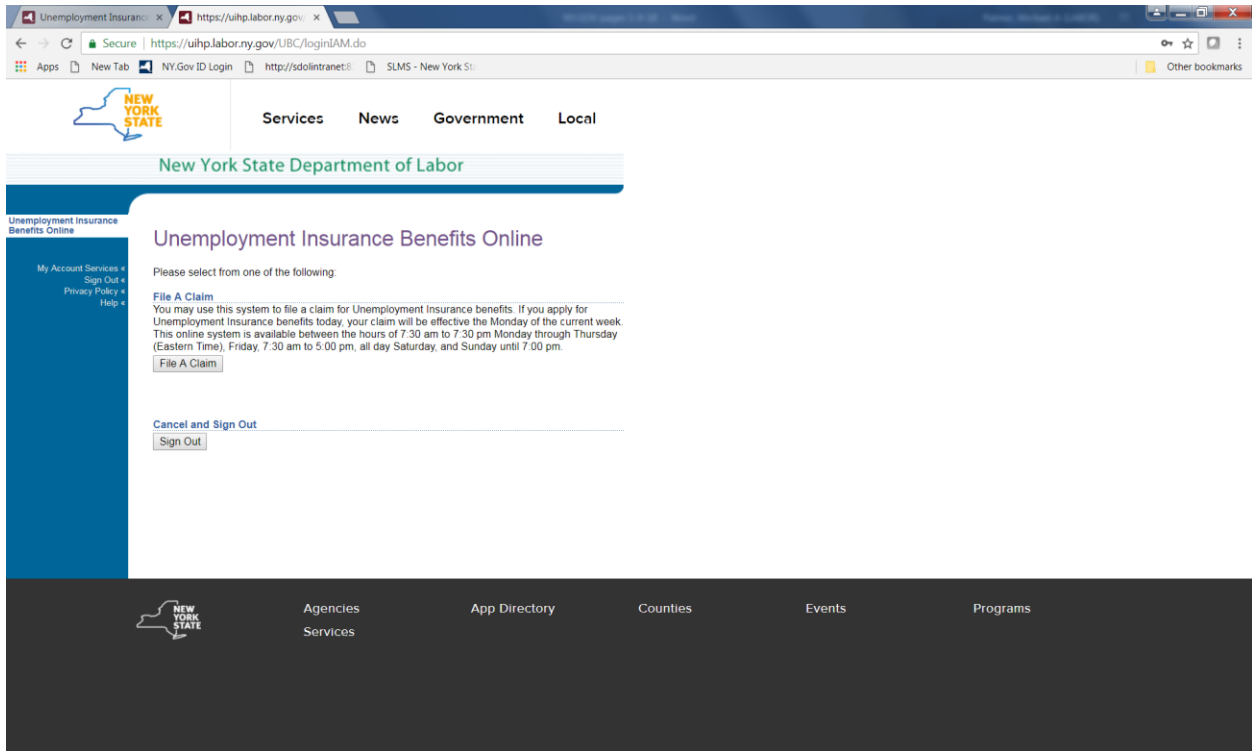 Unemployment Insuranc
https://uihp.labor.ny.gov/
Secure | https://uihp.labor.ny.gov/UBC/loginIAM.do
Apps New Tab NY.Gov ID Login http://sdolintranet:8 SLMS - New York St
Other bookmarks
NEW
YORK
STATE
Services News Government Local
New York State Department of Labor
Unemployment Insurance
Benefits Online
My Account Services «
Sign Out «
Privacy Policy «
Help «
Unemployment Insurance Benefits Online
Please select from one of the following:
File A Claim
You may use this system to file a claim for Unemployment Insurance benefits. If you apply for
Unemployment Insurance benefits today, your claim will be effective the Monday of the current week.
This online system is available between the hours of 7:30 am to 7:30 pm Monday through Thursday
(Eastern Time), Friday, 7:30 am to 5:00 pm, all day Saturday, and Sunday until 7:00 pm.
File A Claim
Cancel and Sign Out
Sign Out
NEW
YORK
STATE
Agencies App Directory Counties Events Programs
Services